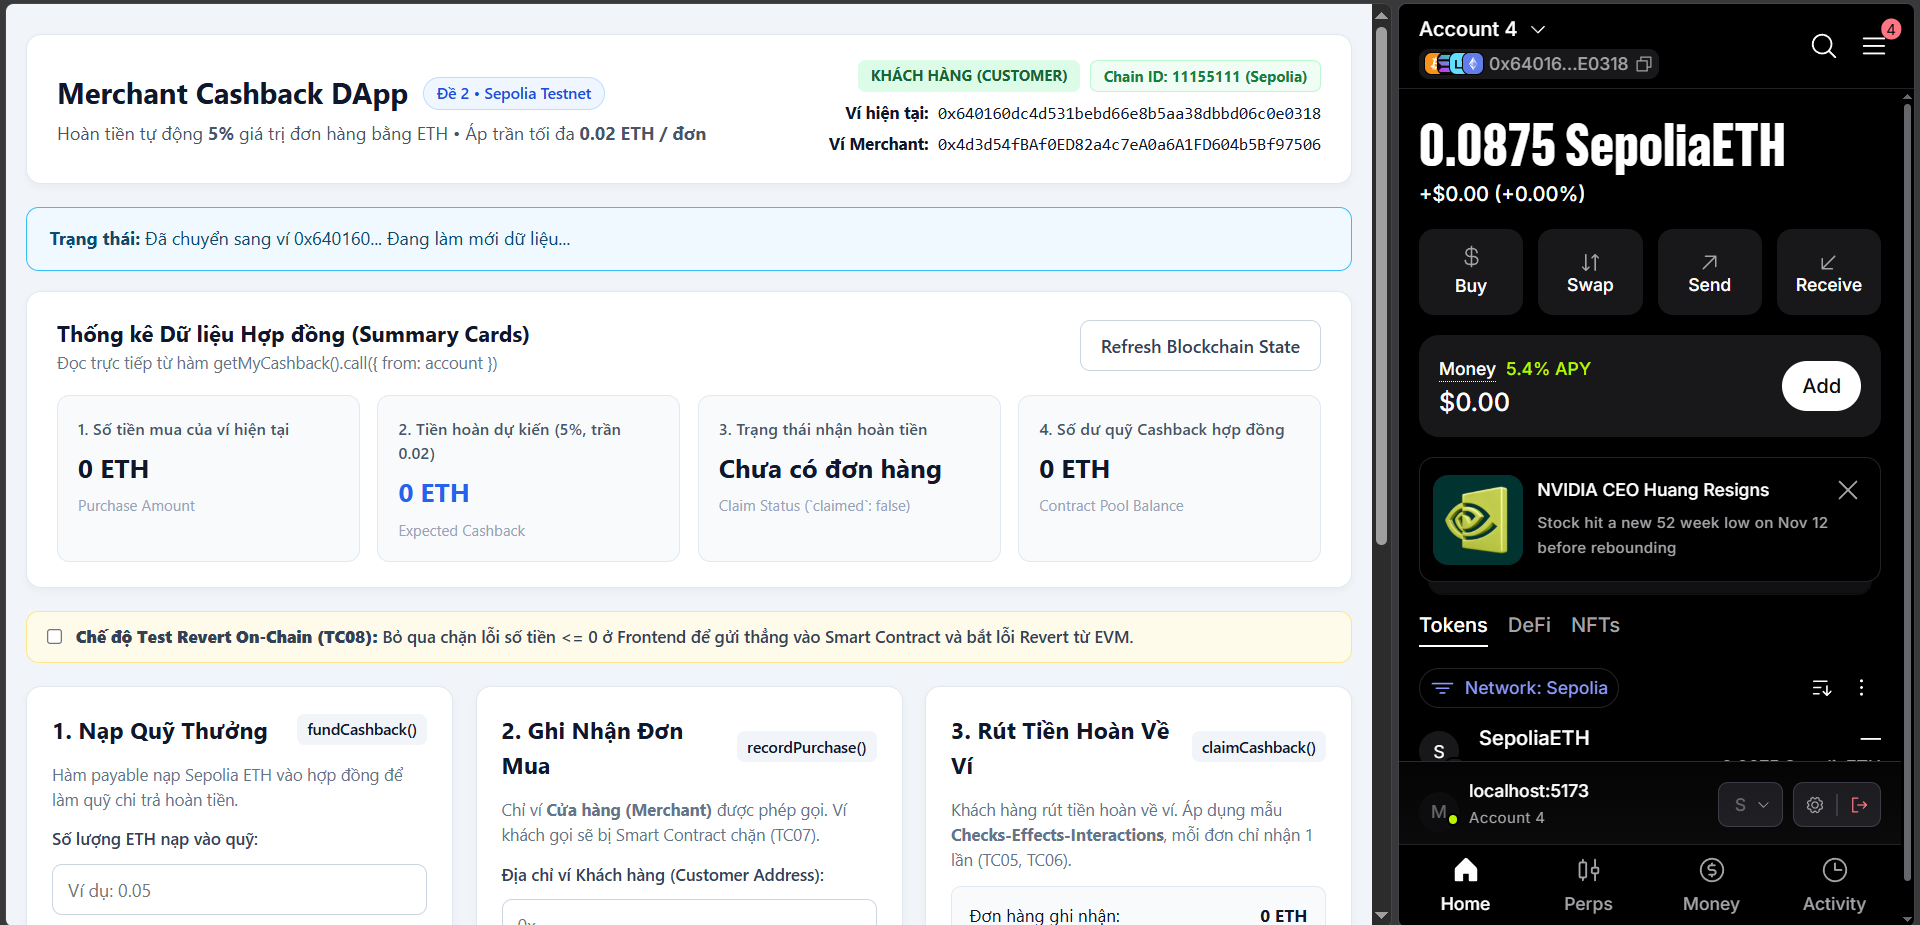 Merchant Cashback DApp
Đề 2 • Sepolia Testnet
Hoàn tiền tự động 5% giá trị đơn hàng bằng ETH • Áp trần tối đa 0.02 ETH / đơn
KHÁCH HÀNG (CUSTOMER)
Chain ID: 11155111 (Sepolia)
Ví hiện tại: 0x640160dc4d531bebd66e8b5aa38dbbd06c0e0318
Ví Merchant: 0x4d3d54fBAf0ED82a4c7eA0a6A1FD604b5Bf97506
Trạng thái: Đã chuyển sang ví 0x640160... Đang làm mới dữ liệu...
Thống kê Dữ liệu Hợp đồng (Summary Cards)
Đọc trực tiếp từ hàm getMyCashback().call({ from: account })
Refresh Blockchain State
1. Số tiền mua của ví hiện tại
0 ETH
Purchase Amount
2. Tiền hoàn dự kiến (5%, trần
0.02)
0 ETH
Expected Cashback
3. Trạng thái nhận hoàn tiền
Chưa có đơn hàng
Claim Status (`claimed`: false)
4. Số dư quỹ Cashback hợp đồng
0 ETH
Contract Pool Balance
Chế độ Test Revert On-Chain (TC08): Bỏ qua chặn lỗi số tiền <= 0 ở Frontend để gửi thẳng vào Smart Contract và bắt lỗi Revert từ EVM.
1. Nạp Quỹ Thưởng
fundCashback()
Hàm payable nạp Sepolia ETH vào hợp đồng để
làm quỹ chi trả hoàn tiền.
Số lượng ETH nạp vào quỹ:
Ví dụ: 0.05
2. Ghi Nhận Đơn
Mua
recordPurchase()
Chỉ ví Cửa hàng (Merchant) được phép gọi. Ví
khách gọi sẽ bị Smart Contract chặn (TC07).
Địa chỉ ví Khách hàng (Customer Address):
0x
3. Rút Tiền Hoàn Về
Ví
claimCashback()
Khách hàng rút tiền hoàn về ví. Áp dụng mẫu
Checks-Effects-Interactions, mỗi đơn chỉ nhận 1
lần (TC05, TC06).
Đơn hàng ghi nhận:
0 ETH
Account 4
4
0x64016...E0318
0.0875 SepoliaETH
+$0.00 (+0.00%)
Buy
Swap
Send
Receive
Money 5.4% APY
$0.00
Add
NVIDIA CEO Huang Resigns
Stock hit a new 52 week low on Nov 12
before rebounding
Tokens
DeFi
NFTs
Network: Sepolia
S
SepoliaETH
—
M
localhost:5173
Account 4
S
Home
Perps
Money
Activity